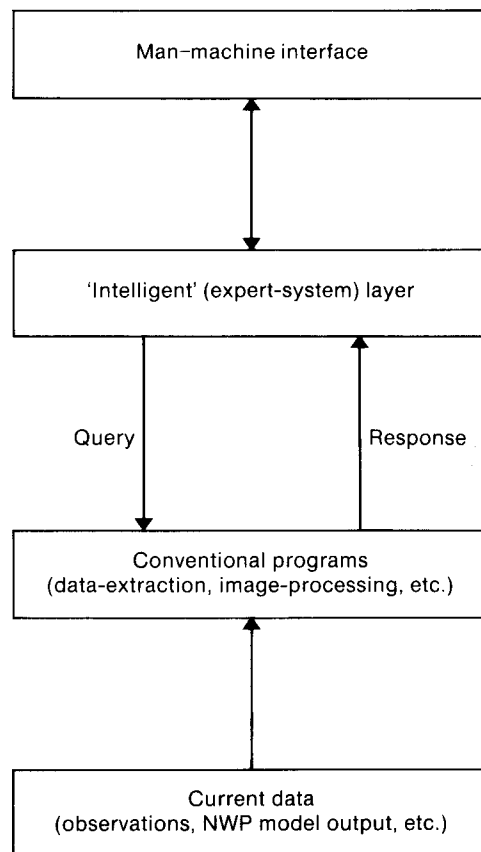 Man–machine interface
'Intelligent' (expert-system) layer
Query
Response
Conventional programs
(data-extraction, image-processing, etc.)
Current data
(observations, NWP model output, etc.)